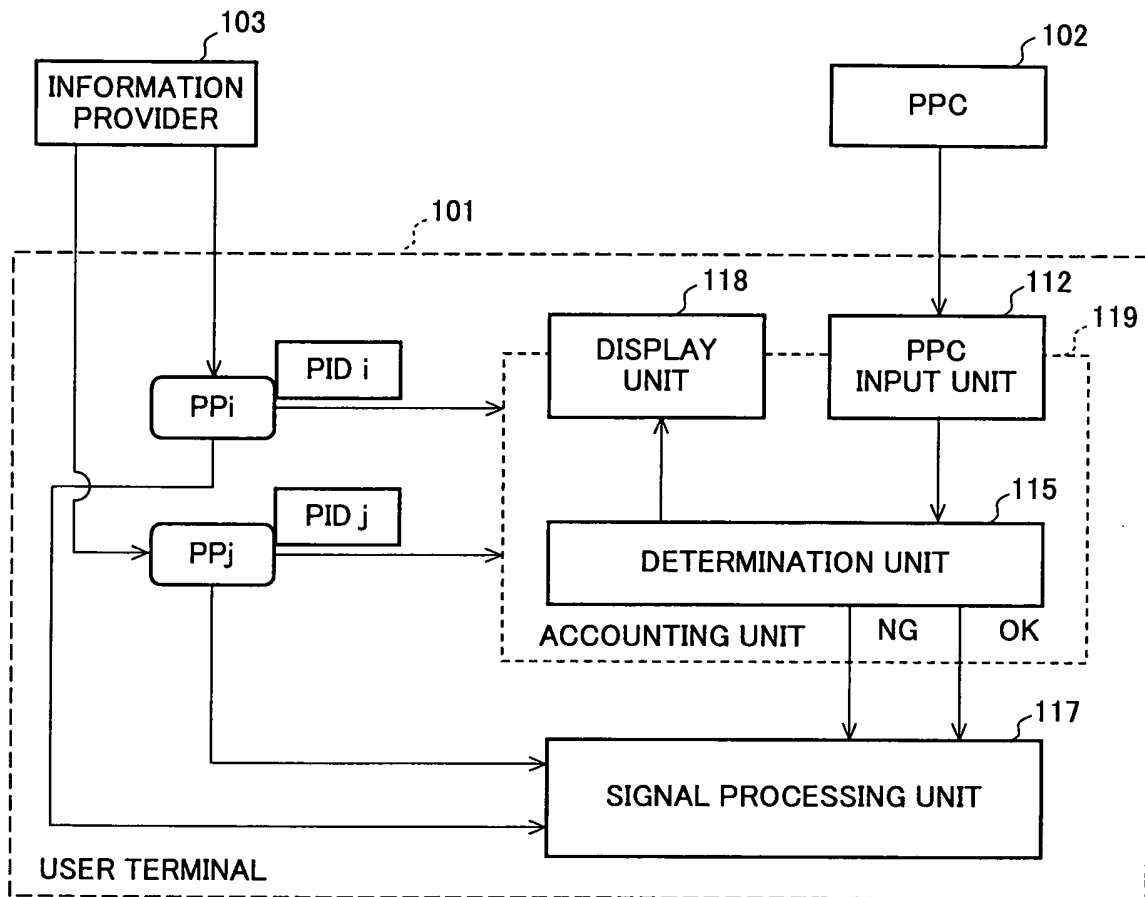 103
INFORMATION
PROVIDER
102
PPC
101
118
DISPLAY
UNIT
112
PPC
INPUT UNIT
119
PID i
PPi
PID j
PPj
115
DETERMINATION UNIT
ACCOUNTING UNIT
NG
OK
117
SIGNAL PROCESSING UNIT
USER TERMINAL